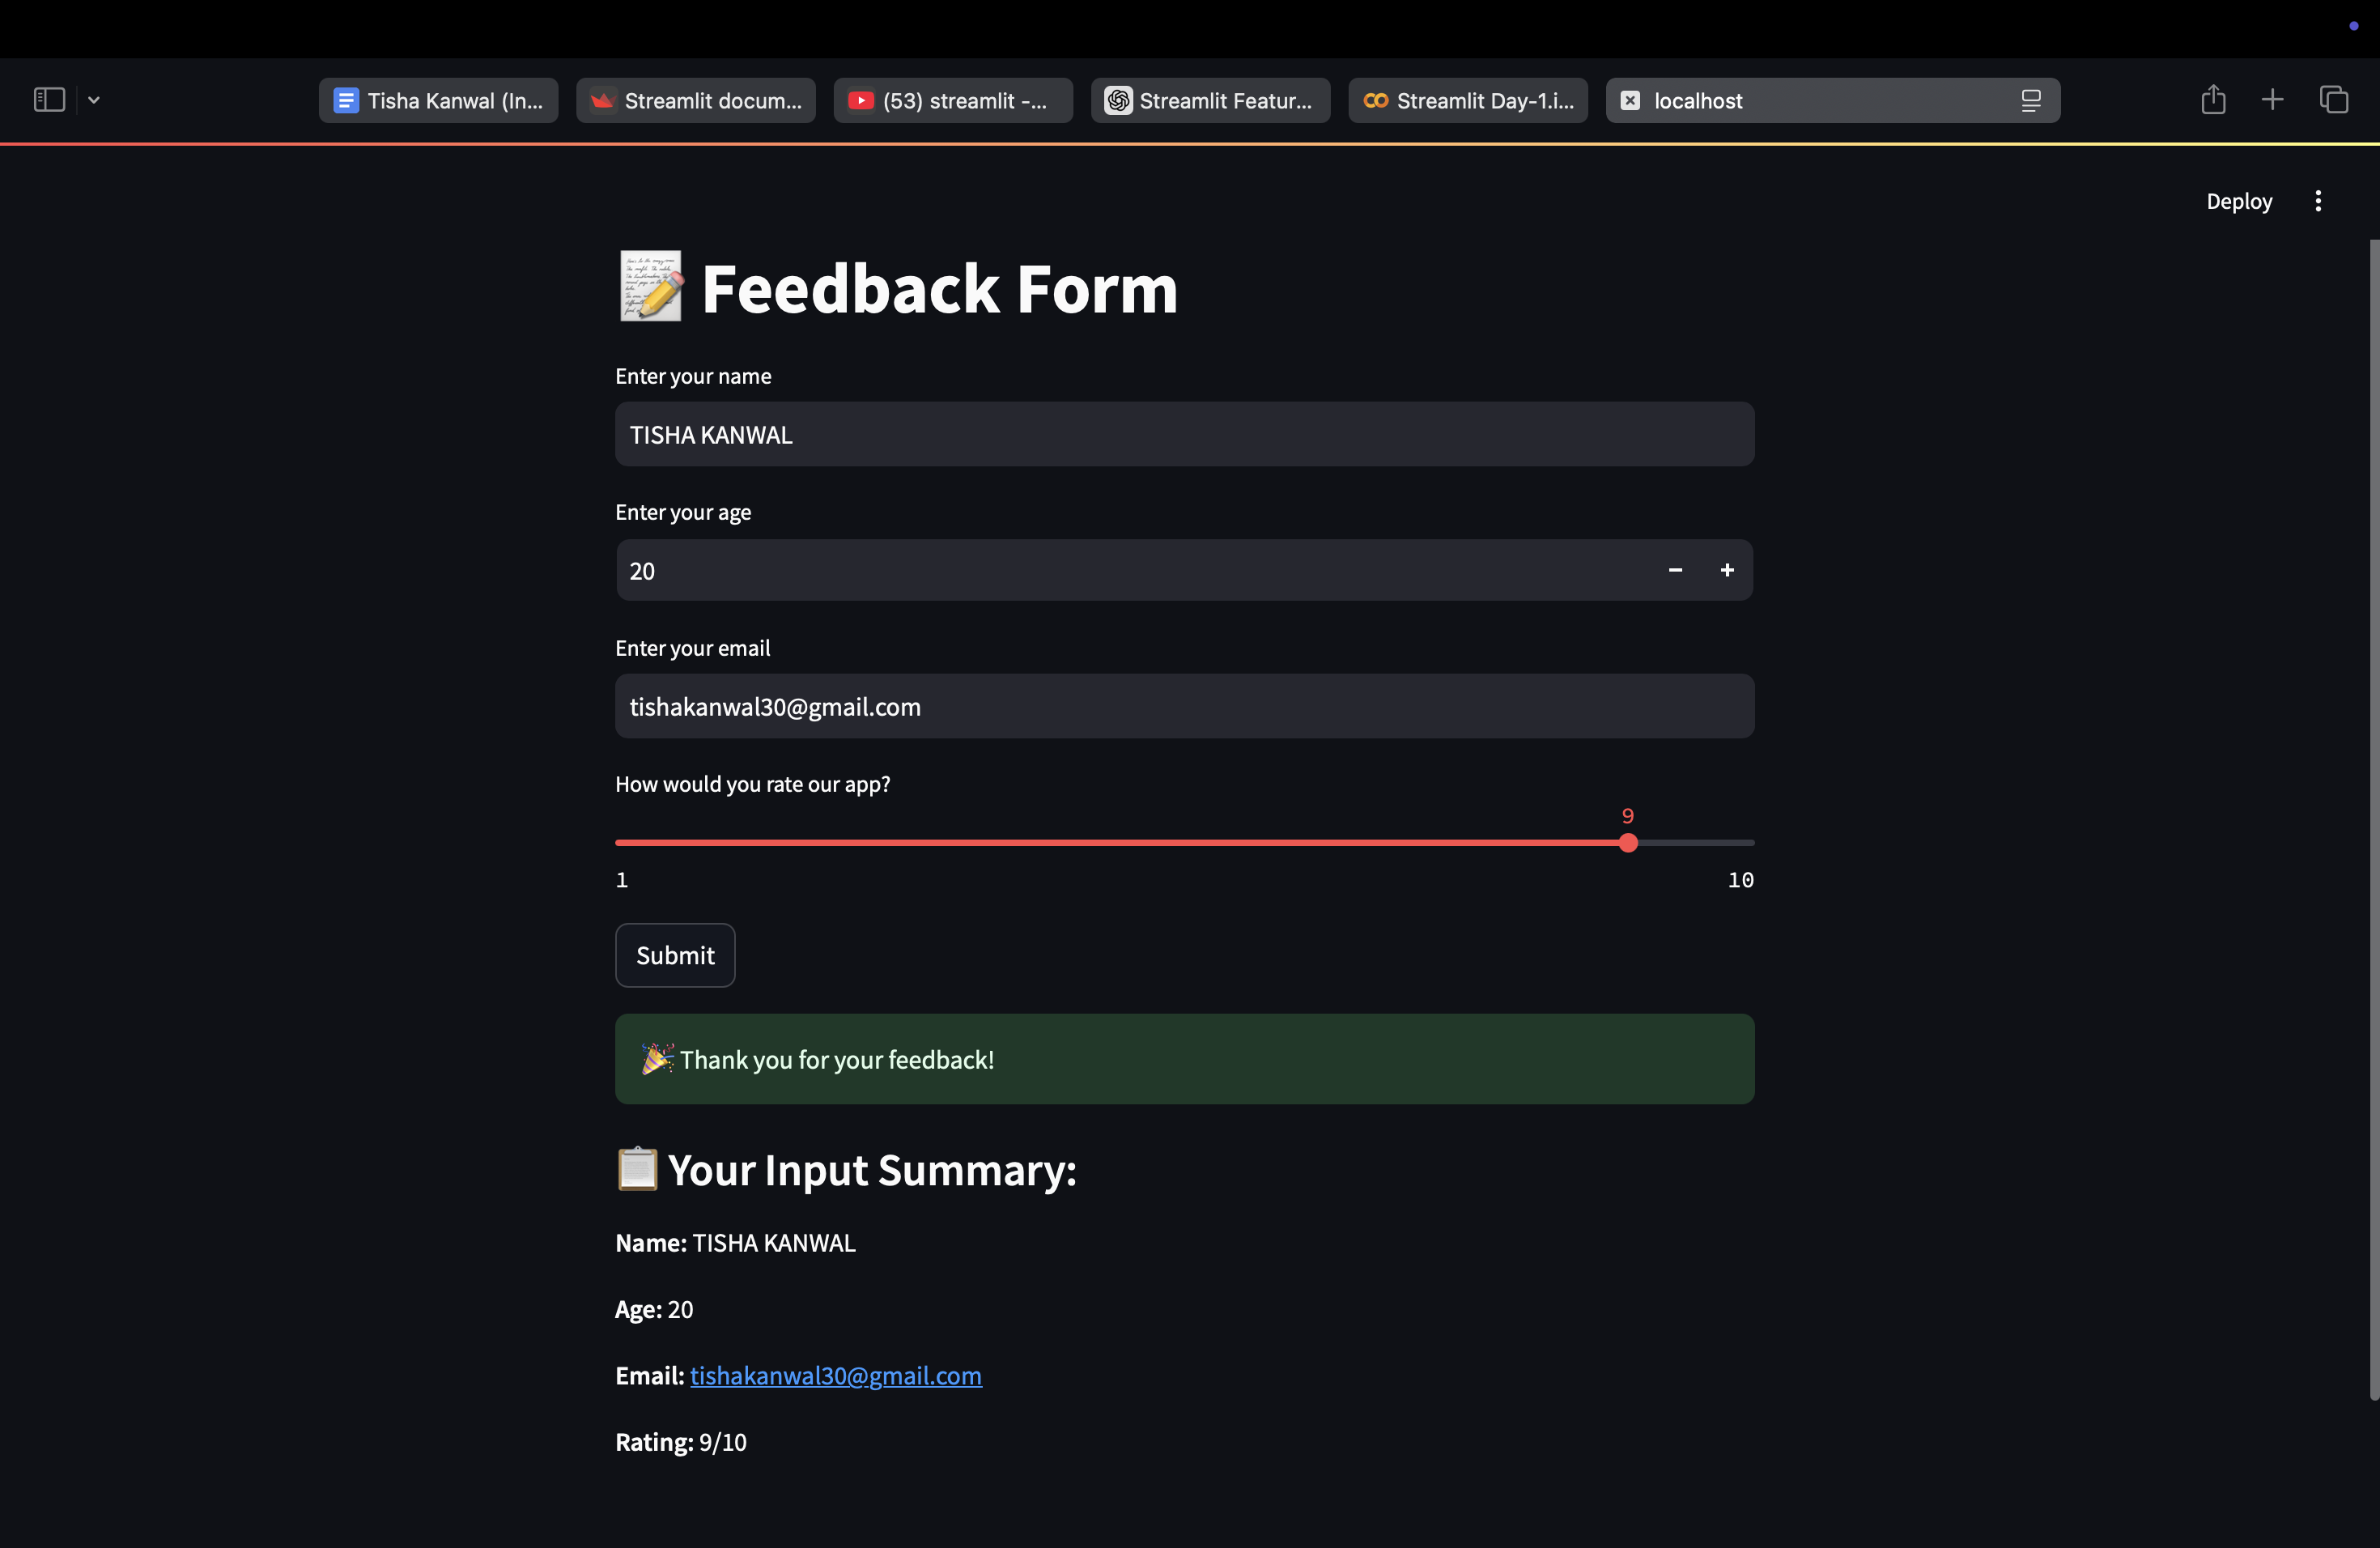 Tisha Kanwal (In...
Streamlit docum...
(53) streamlit -...
Streamlit Featur...
Streamlit Day-1.i...
localhost
Deploy
Feedback Form
Enter your name
TISHA KANWAL
Enter your age
20
Enter your email
tishakanwal30@gmail.com
How would you rate our app?
9
1
10
Submit
🎉 Thank you for your feedback!
Your Input Summary:
Name: TISHA KANWAL
Age: 20
Email: tishakanwal30@gmail.com
Rating: 9/10